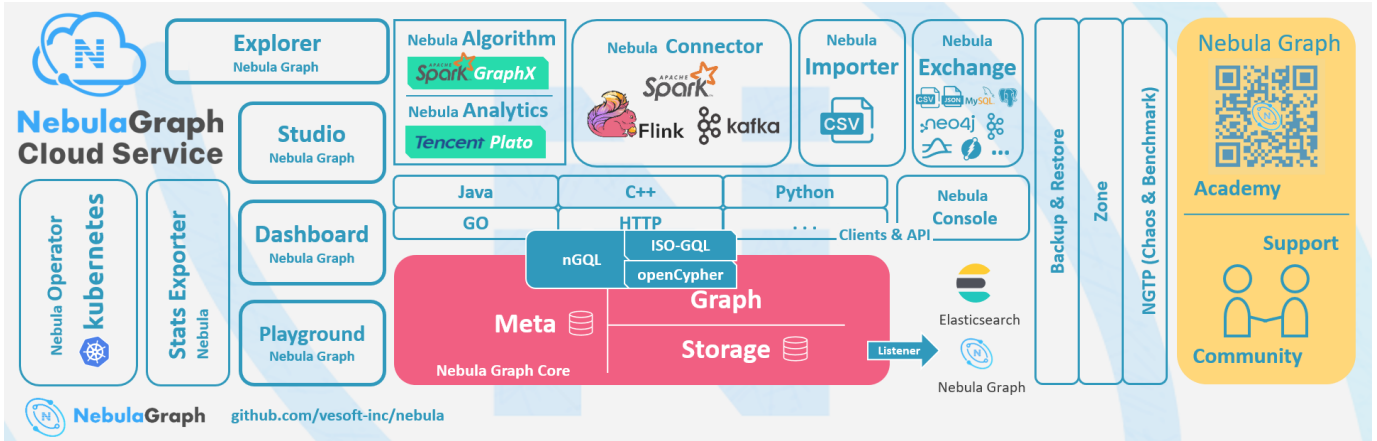 NebulaGraph
Cloud Service
Explorer
Nebula Graph
Studio
Nebula Graph
Dashboard
Nebula Graph
Playground
Nebula Graph
Nebula Operator
kubernetes
Stats Exporter
Nebula
Nebula Algorithm
APACHE
Spark GraphX
Nebula Analytics
Tencent Plato
Nebula Connector
APACHE
Spark
Flink
kafka
Nebula
Importer
CSV
Nebula
Exchange
CSV
JSON
MySQL
neo4j
...
Java
C++
Python
GO
HTTP
...
Clients & API
Nebula
Console
nGQL
ISO-GQL
openCypher
Meta
Graph
Storage
Nebula Graph Core
Listener
Elasticsearch
Nebula Graph
Backup & Restore
Zone
NGTP (Chaos & Benchmark)
Nebula Graph
Academy
Support
Community
NebulaGraph
github.com/vesoft-inc/nebula